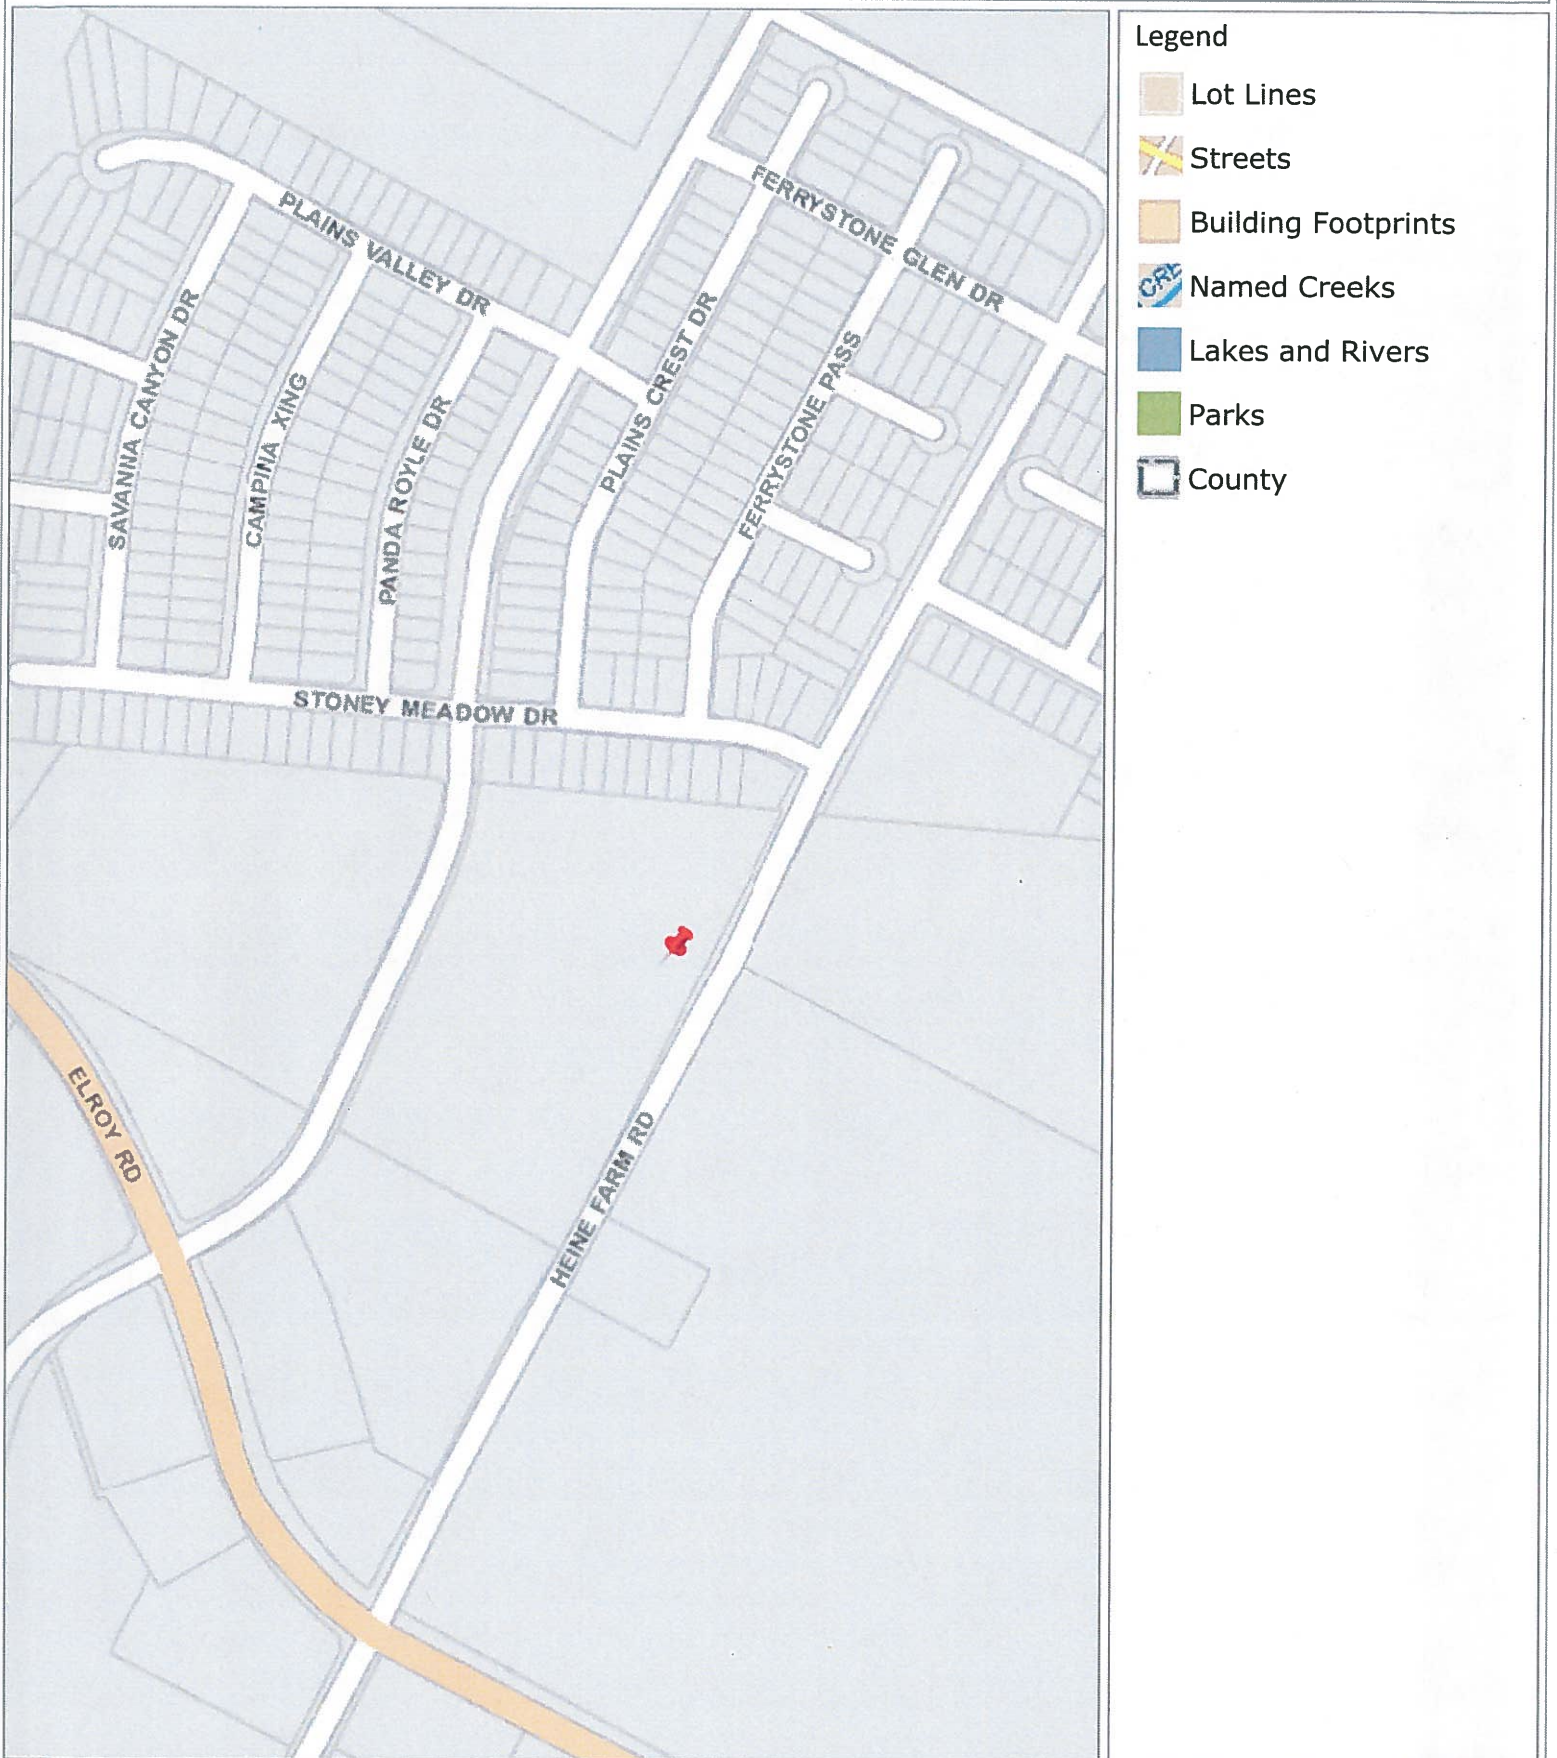 Legend
Lot Lines
Streets
Building Footprints
CRE
Named Creeks
Lakes and Rivers
Parks
County
FERRYSTONE GLEN DR
PLAINS VALLEY DR
PLAINS CREST DR
SAVANNA CANYON DR
CAMPINA XING
PANDA ROYLE DR
FERRYSTONE PASS
STONEY MEADOW DR
ELROY RD
HEINE FARM RD